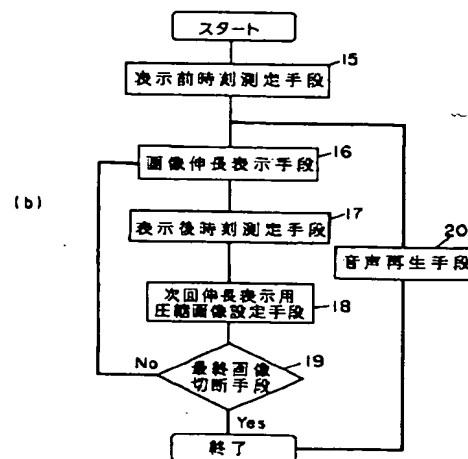 スタート
15
表示前時刻測定手段
16
画像伸長表示手段
(b)
17
表示後時刻測定手段
20
音声再生手段
次回伸長表示用
圧縮画像設定手段
18
19
No
最終画像
切断手段
Yes
終了